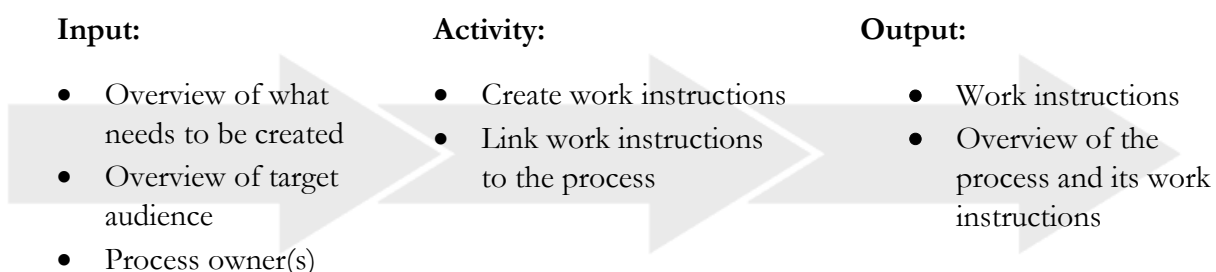 Input:
• Overview of what
needs to be created
• Overview of target
audience
• Process owner(s)
Activity:
• Create work instructions
• Link work instructions
to the process
Output:
• Work instructions
• Overview of the
process and its work
instructions